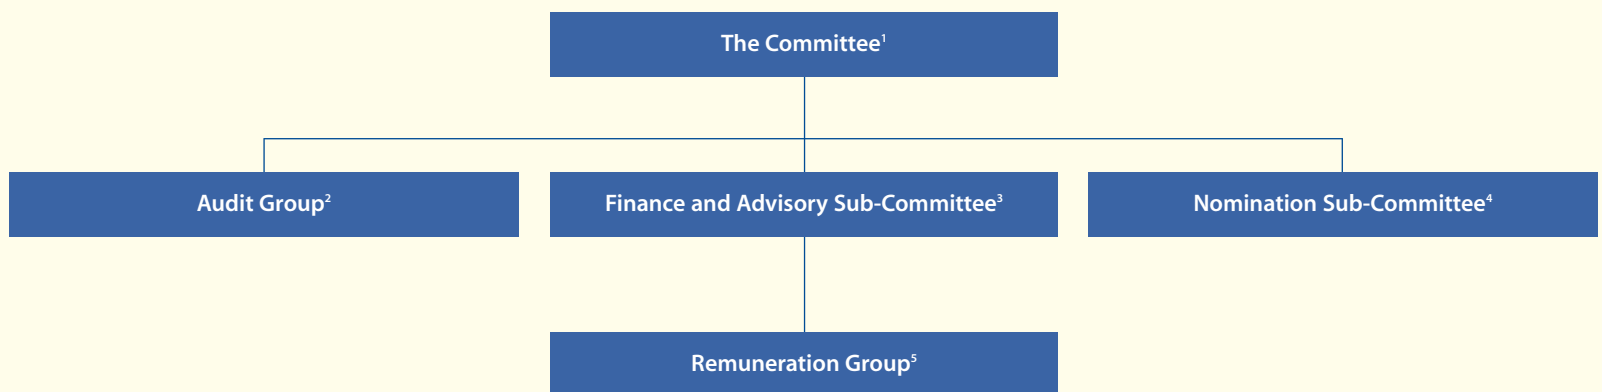 The Committee¹
Audit Group²
Finance and Advisory Sub-Committee³
Nomination Sub-Committee⁴
Remuneration Group⁵